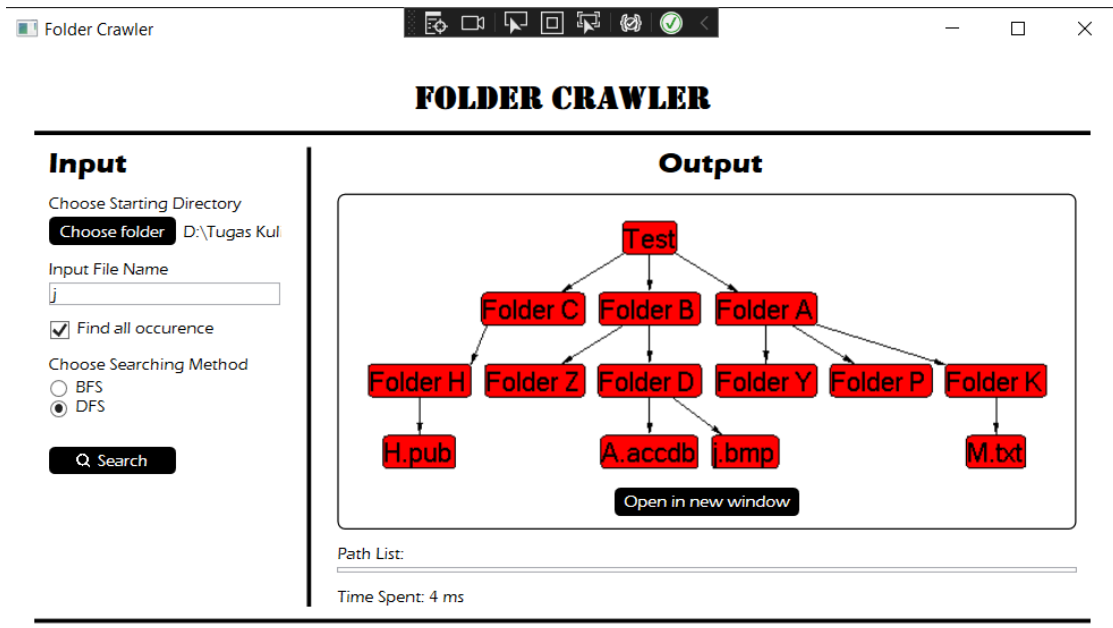 Folder Crawler
FOLDER CRAWLER
Input
Choose Starting Directory
Choose folder D:\Tugas Kul
Input File Name
j
Find all occurence
Choose Searching Method
BFS
DFS
Search
Output
Test
Folder C Folder B Folder A
Folder H Folder Z Folder D Folder Y Folder P Folder K
H.pub A.accdb j.bmp M.txt
Open in new window
Path List:
Time Spent: 4 ms